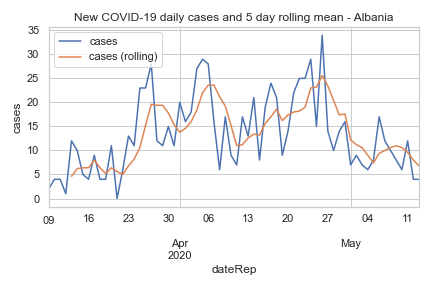 New COVID-19 daily cases and 5 day rolling mean - Albania
35
30
25
20
15
10
5
0
cases
cases
cases (rolling)
09
16
23
30
06
13
20
27
04
11
Apr
2020
May
dateRep